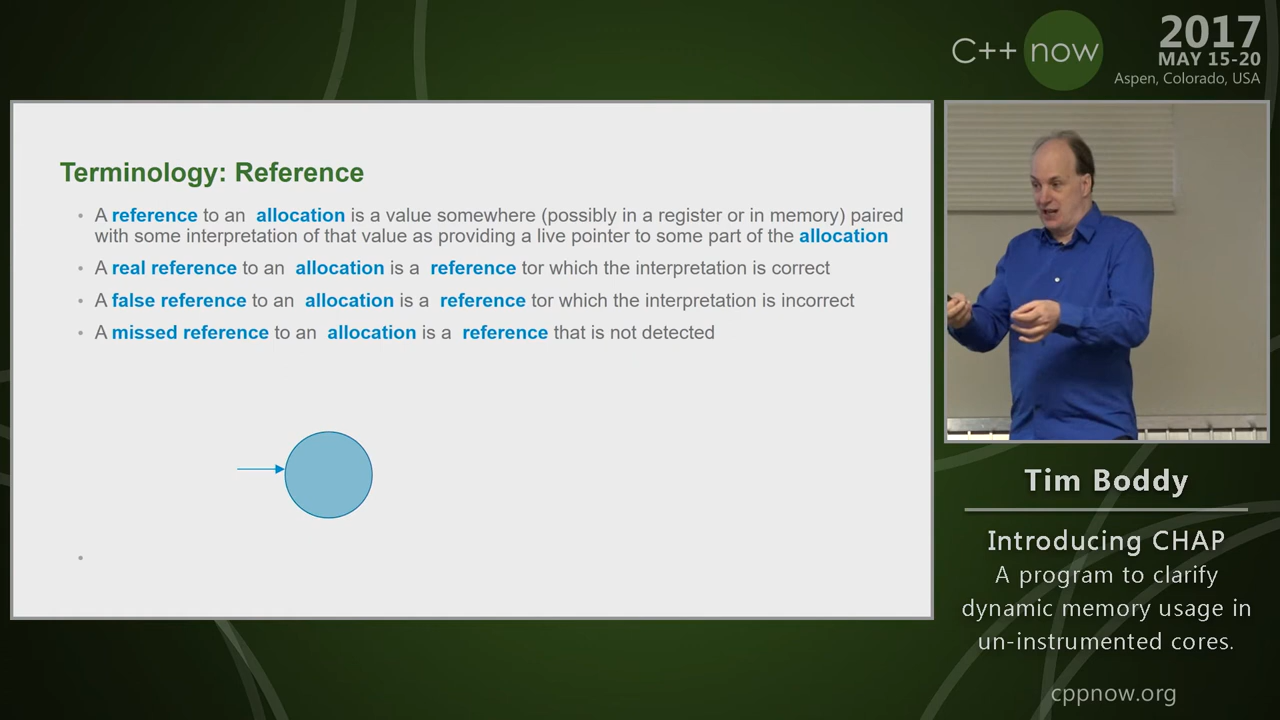 C++ now
2017
MAY 15-20
Aspen, Colorado, USA
Terminology: Reference
• A reference to an allocation is a value somewhere (possibly in a register or in memory) paired
with some interpretation of that value as providing a live pointer to some part of the allocation
• A real reference to an allocation is a reference tor which the interpretation is correct
• A false reference to an allocation is a reference tor which the interpretation is incorrect
• A missed reference to an allocation is a reference that is not detected
•
Tim Boddy
Introducing CHAP
A program to clarify
dynamic memory usage in
un-instrumented cores.
cppnow.org